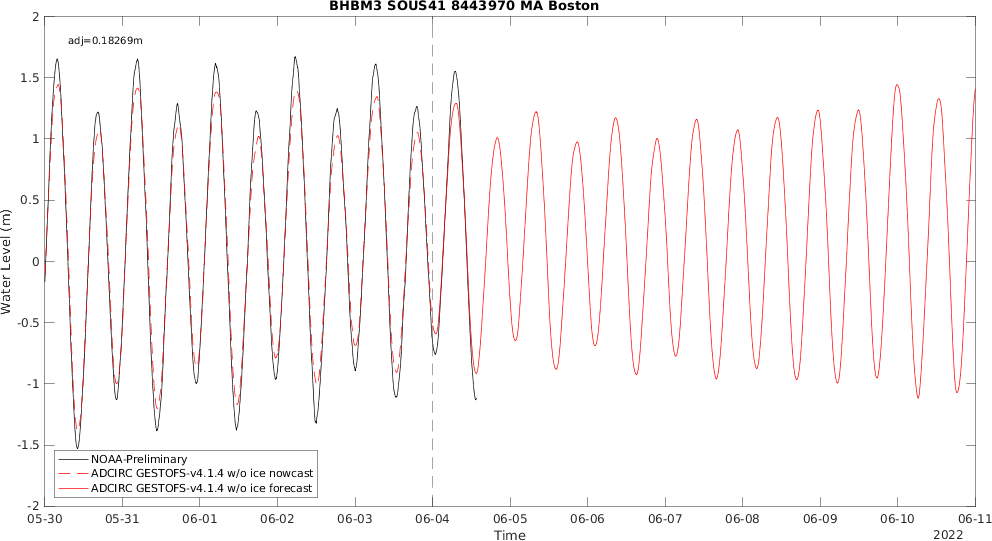 BHBM3 SOUS41 8443970 MA Boston
adj=0.18269m
2
1.5
1
0.5
0
-0.5
-1
-1.5
-2
Water Level (m)
NOAA-Preliminary
ADCIRC GESTOFS-v4.1.4 w/o ice nowcast
ADCIRC GESTOFS-v4.1.4 w/o ice forecast
05-30 05-31 06-01 06-02 06-03 06-04 06-05 06-06 06-07 06-08 06-09 06-10 06-11
Time
2022